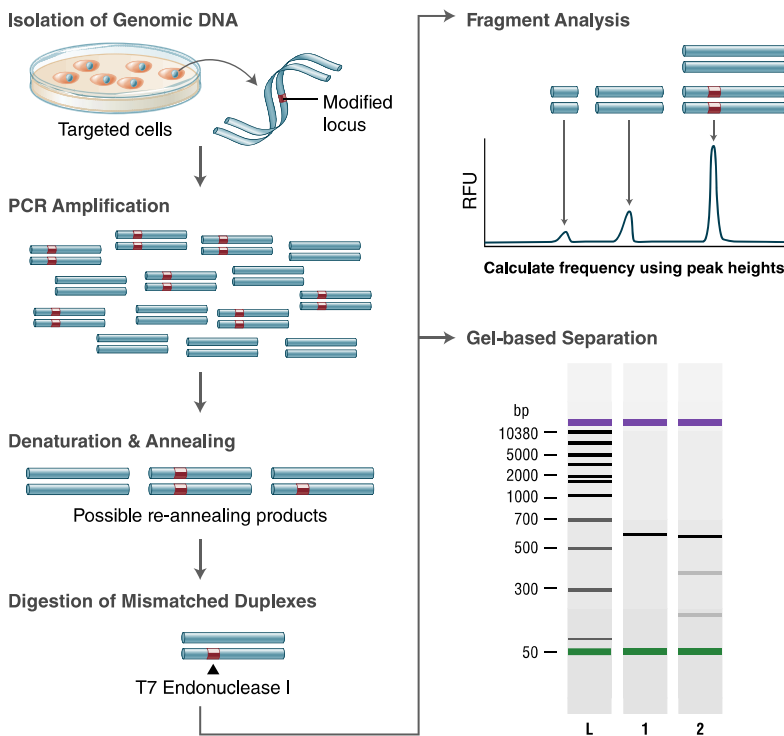 Isolation of Genomic DNA
Targeted cells
Modified
locus
PCR Amplification
Denaturation & Annealing
Possible re-annealing products
Digestion of Mismatched Duplexes
T7 Endonuclease I
Fragment Analysis
RFU
Calculate frequency using peak heights
Gel-based Separation
bp
10380
5000
2000
1000
700
500
300
50
L 1 2